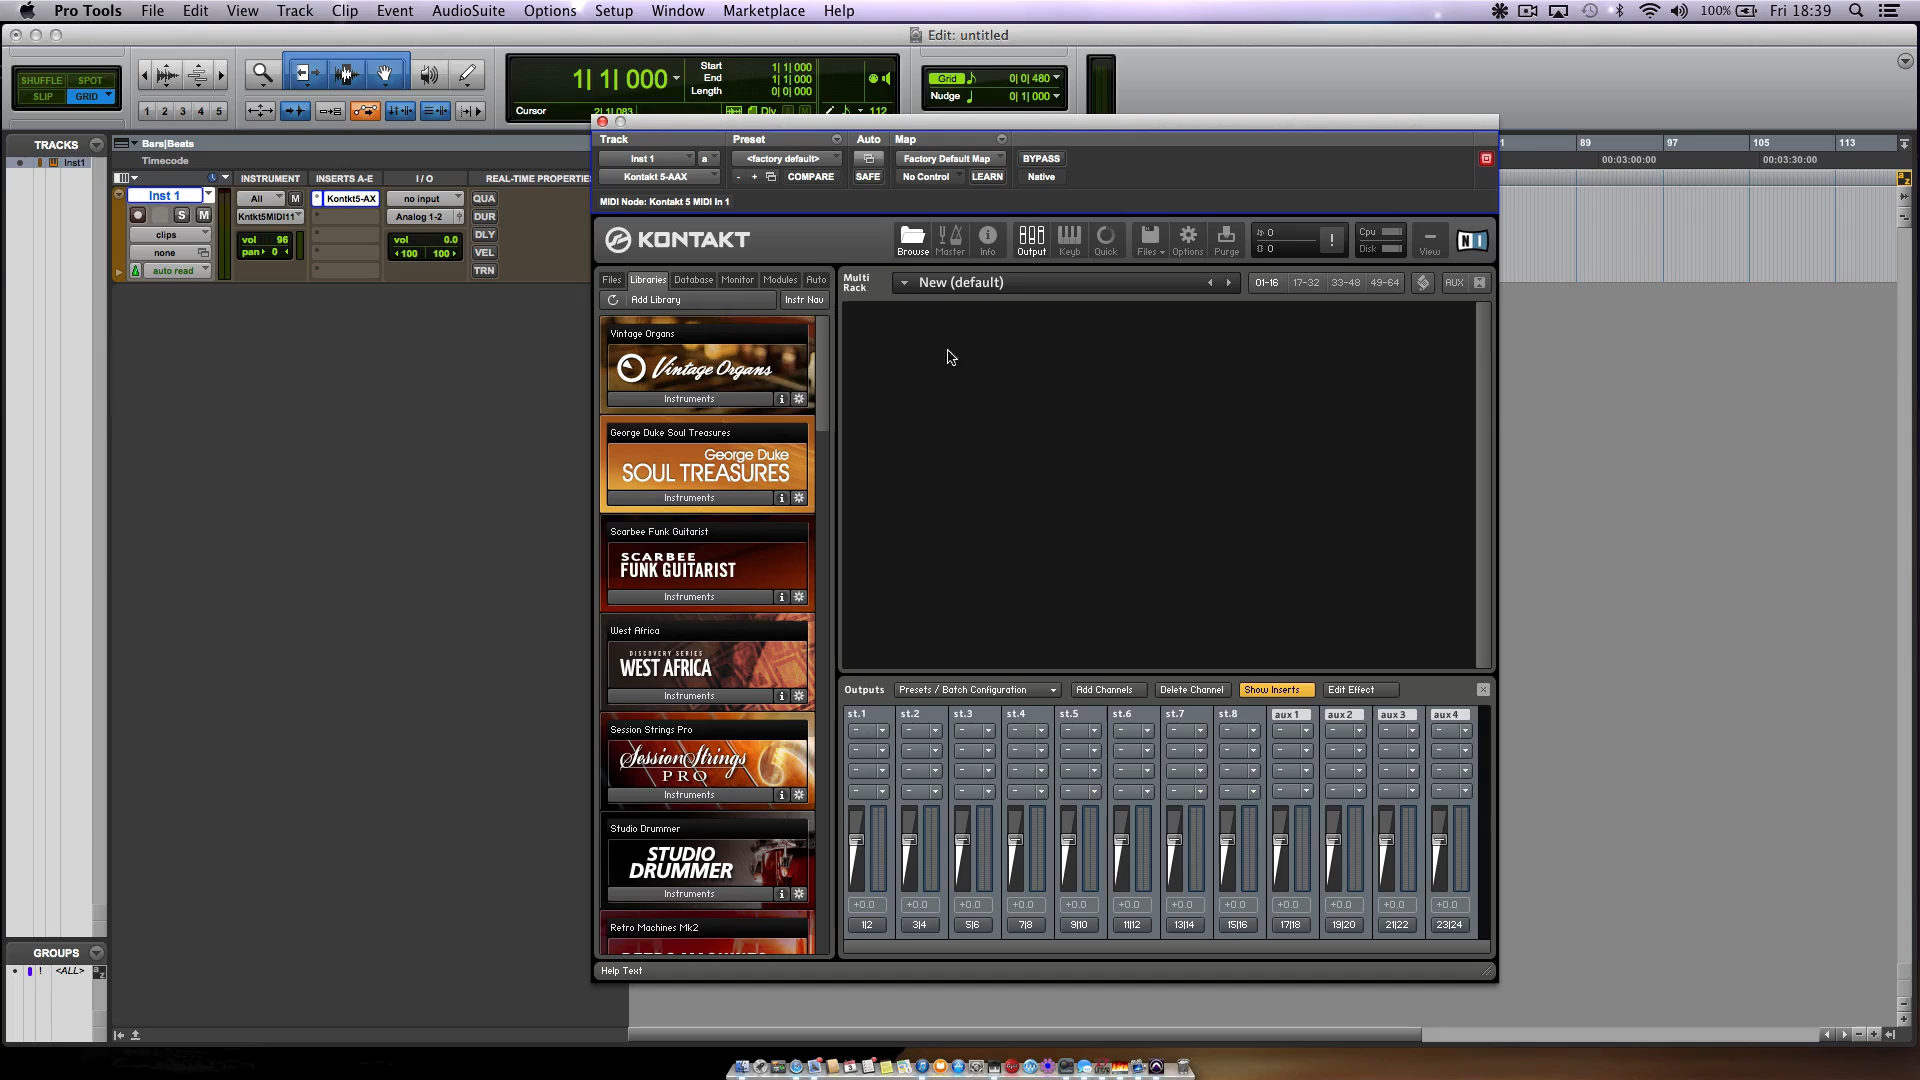 Pro Tools File Edit View Track Clip Event AudioSuite Options Setup Window Marketplace Help 100% Fri 18:39
Edit: untitled
SHUFFLE SPOT
SLIP GRID
1 2 3 4 5
1| 1| 000
Start 1| 1| 000
End 1| 1| 000
Length 0| 0| 000
Cursor 2| 1| 083 Dly 112
Grid 0| 0| 480
Nudge 0| 1| 000
TRACKS
Inst1
Bars|Beats
Timecode
89 97 105 113
00:03:00:00 00:03:30:00
INSTRUMENT INSERTS A-E I / O REAL-TIME PROPERTIES
Inst 1
S M
clips
none
auto read
All M
Kntkt5MIDI11
vol 96
pan 0
Kontkt5-AX
no input
Analog 1-2
vol 0.0
100 100
QUA
DUR
DLY
VEL
TRN
GROUPS
! <ALL>
Track Preset Auto Map
Inst 1 a <factory default> Factory Default Map BYPASS
Kontakt 5-AAX - + COMPARE SAFE No Control LEARN Native
MIDI Node: Kontakt 5 MIDI In 1
KONTAKT
Browse Master Info Output Keyb Quick Files Options Purge View
0
0
!
Cpu
Disk
NI
Files Libraries Database Monitor Modules Auto
Add Library Instr Nav
Multi
Rack
New (default)
01-16 17-32 33-48 49-64 AUX
Vintage Organs
Vintage Organs
Instruments i
George Duke Soul Treasures
George Duke
SOUL TREASURES
Instruments i
Scarbee Funk Guitarist
SCARBEE
FUNK GUITARIST
Instruments i
West Africa
DISCOVERY SERIES
WEST AFRICA
Instruments i
Session Strings Pro
Session Strings
PRO
Instruments i
Studio Drummer
STUDIO
DRUMMER
Instruments i
Retro Machines Mk2
Outputs Presets / Batch Configuration Add Channels Delete Channel Show Inserts Edit Effect
st.1 st.2 st.3 st.4 st.5 st.6 st.7 st.8 aux 1 aux 2 aux 3 aux 4
+0.0 +0.0 +0.0 +0.0 +0.0 +0.0 +0.0 +0.0 +0.0 +0.0 +0.0 +0.0
1|2 3|4 5|6 7|8 9|10 11|12 13|14 15|16 17|18 19|20 21|22 23|24
Help Text